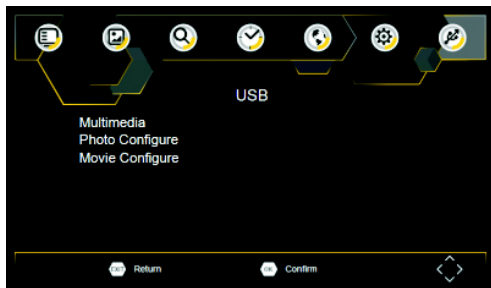 USB
Multimedia
Photo Configure
Movie Configure
EXIT Return OK Confirm